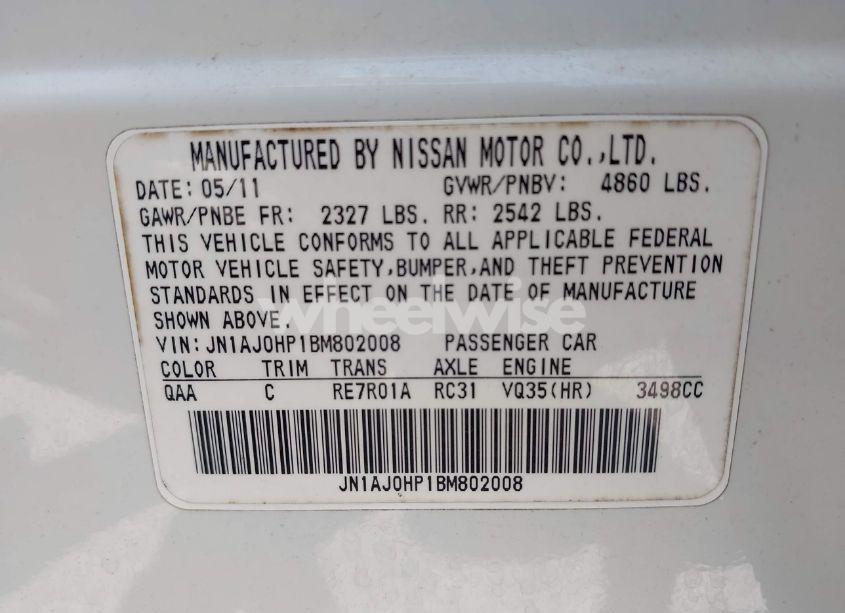 MANUFACTURED BY NISSAN MOTOR CO.,LTD.
DATE: 05/11 GVWR/PNBV: 4860 LBS.
GAWR/PNBE FR: 2327 LBS. RR: 2542 LBS.
THIS VEHICLE CONFORMS TO ALL APPLICABLE FEDERAL
MOTOR VEHICLE SAFETY,BUMPER,AND THEFT PREVENTION
STANDARDS IN EFFECT ON THE DATE OF MANUFACTURE
SHOWN ABOVE.
wheelwise
VIN: JN1AJ0HP1BM802008 PASSENGER CAR
COLOR TRIM TRANS AXLE ENGINE
QAA C RE7R01A RC31 VQ35(HR) 3498CC
JN1AJ0HP1BM802008